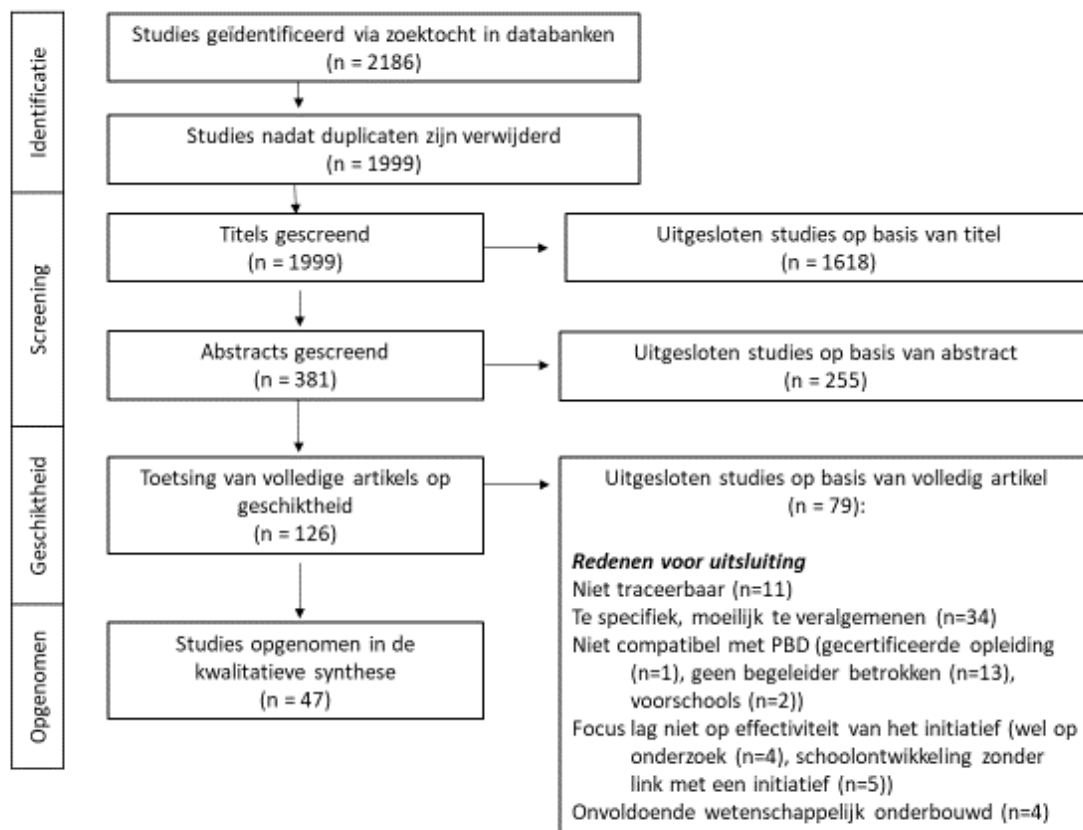 Identificatie
Studies geïdentificeerd via zoektocht in databanken
(n = 2186)
Studies nadat duplicaten zijn verwijderd
(n = 1999)
Screening
Titels gescreend
(n = 1999)
Uitgesloten studies op basis van titel
(n = 1618)
Abstracts gescreend
(n = 381)
Uitgesloten studies op basis van abstract
(n = 255)
Geschiktheid
Toetsing van volledige artikels op
geschiktheid
(n = 126)
Uitgesloten studies op basis van volledig artikel
(n = 79):
Redenen voor uitsluiting
Niet traceerbaar (n=11)
Te specifiek, moeilijk te veralgemenen (n=34)
Niet compatibel met PBD (gecertificeerde opleiding
(n=1), geen begeleider betrokken (n=13),
voorschools (n=2))
Focus lag niet op effectiviteit van het initiatief (wel op
onderzoek (n=4), schoolontwikkeling zonder
link met een initiatief (n=5))
Onvoldoende wetenschappelijk onderbouwd (n=4)
Opgenomen
Studies opgenomen in de
kwalitatieve synthese
(n = 47)